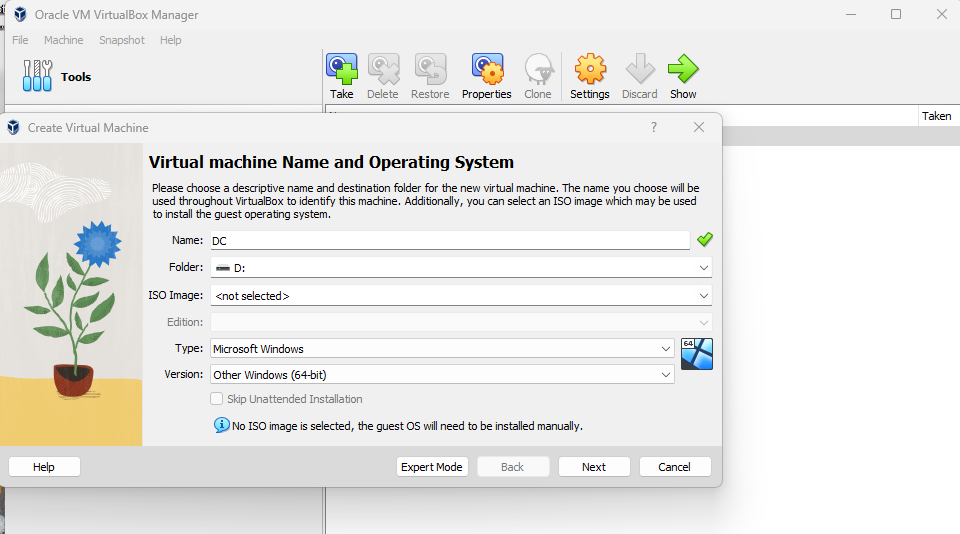 Oracle VM VirtualBox Manager
File Machine Snapshot Help
Tools
Take Delete Restore Properties Clone Settings Discard Show
Taken
Create Virtual Machine ?
Virtual machine Name and Operating System
Please choose a descriptive name and destination folder for the new virtual machine. The name you choose will be
used throughout VirtualBox to identify this machine. Additionally, you can select an ISO image which may be used
to install the guest operating system.
Name: DC
Folder: D:
ISO Image: <not selected>
Edition:
Type: Microsoft Windows
64
Version: Other Windows (64-bit)
Skip Unattended Installation
No ISO image is selected, the guest OS will need to be installed manually.
Help Expert Mode Back Next Cancel